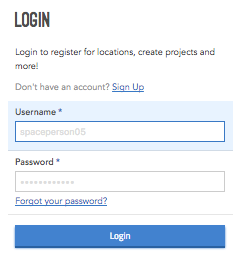 LOGIN
Login to register for locations, create projects and
more!
Don't have an account? Sign Up
Username *
spaceperson05
Password *
••••••••••••
Forgot your password?
Login